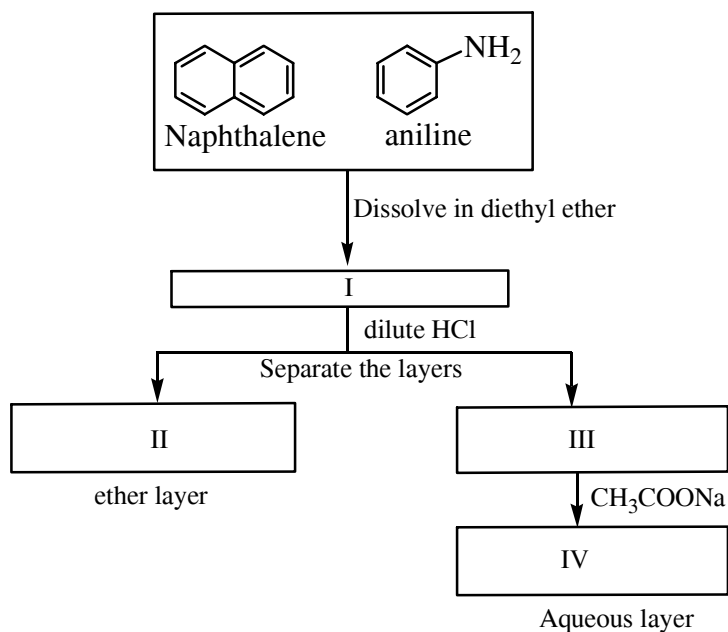 NH₂
Naphthalene aniline
Dissolve in diethyl ether
I
dilute HCl
Separate the layers
II III
ether layer CH₃COONa
IV
Aqueous layer